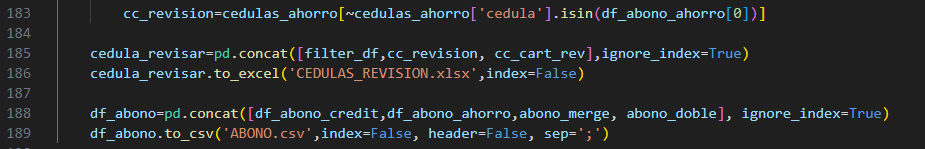 183 cc_revision=cedulas_ahorro[~cedulas_ahorro['cedula'].isin(df_abono_ahorro[0])]
184
185 cedula_revisar=pd.concat([filter_df,cc_revision, cc_cart_rev],ignore_index=True)
186 cedula_revisar.to_excel('CEDULAS_REVISION.xlsx',index=False)
187
188 df_abono=pd.concat([df_abono_credit,df_abono_ahorro,abono_merge, abono_doble], ignore_index=True)
189 df_abono.to_csv('ABONO.csv',index=False, header=False, sep=';')